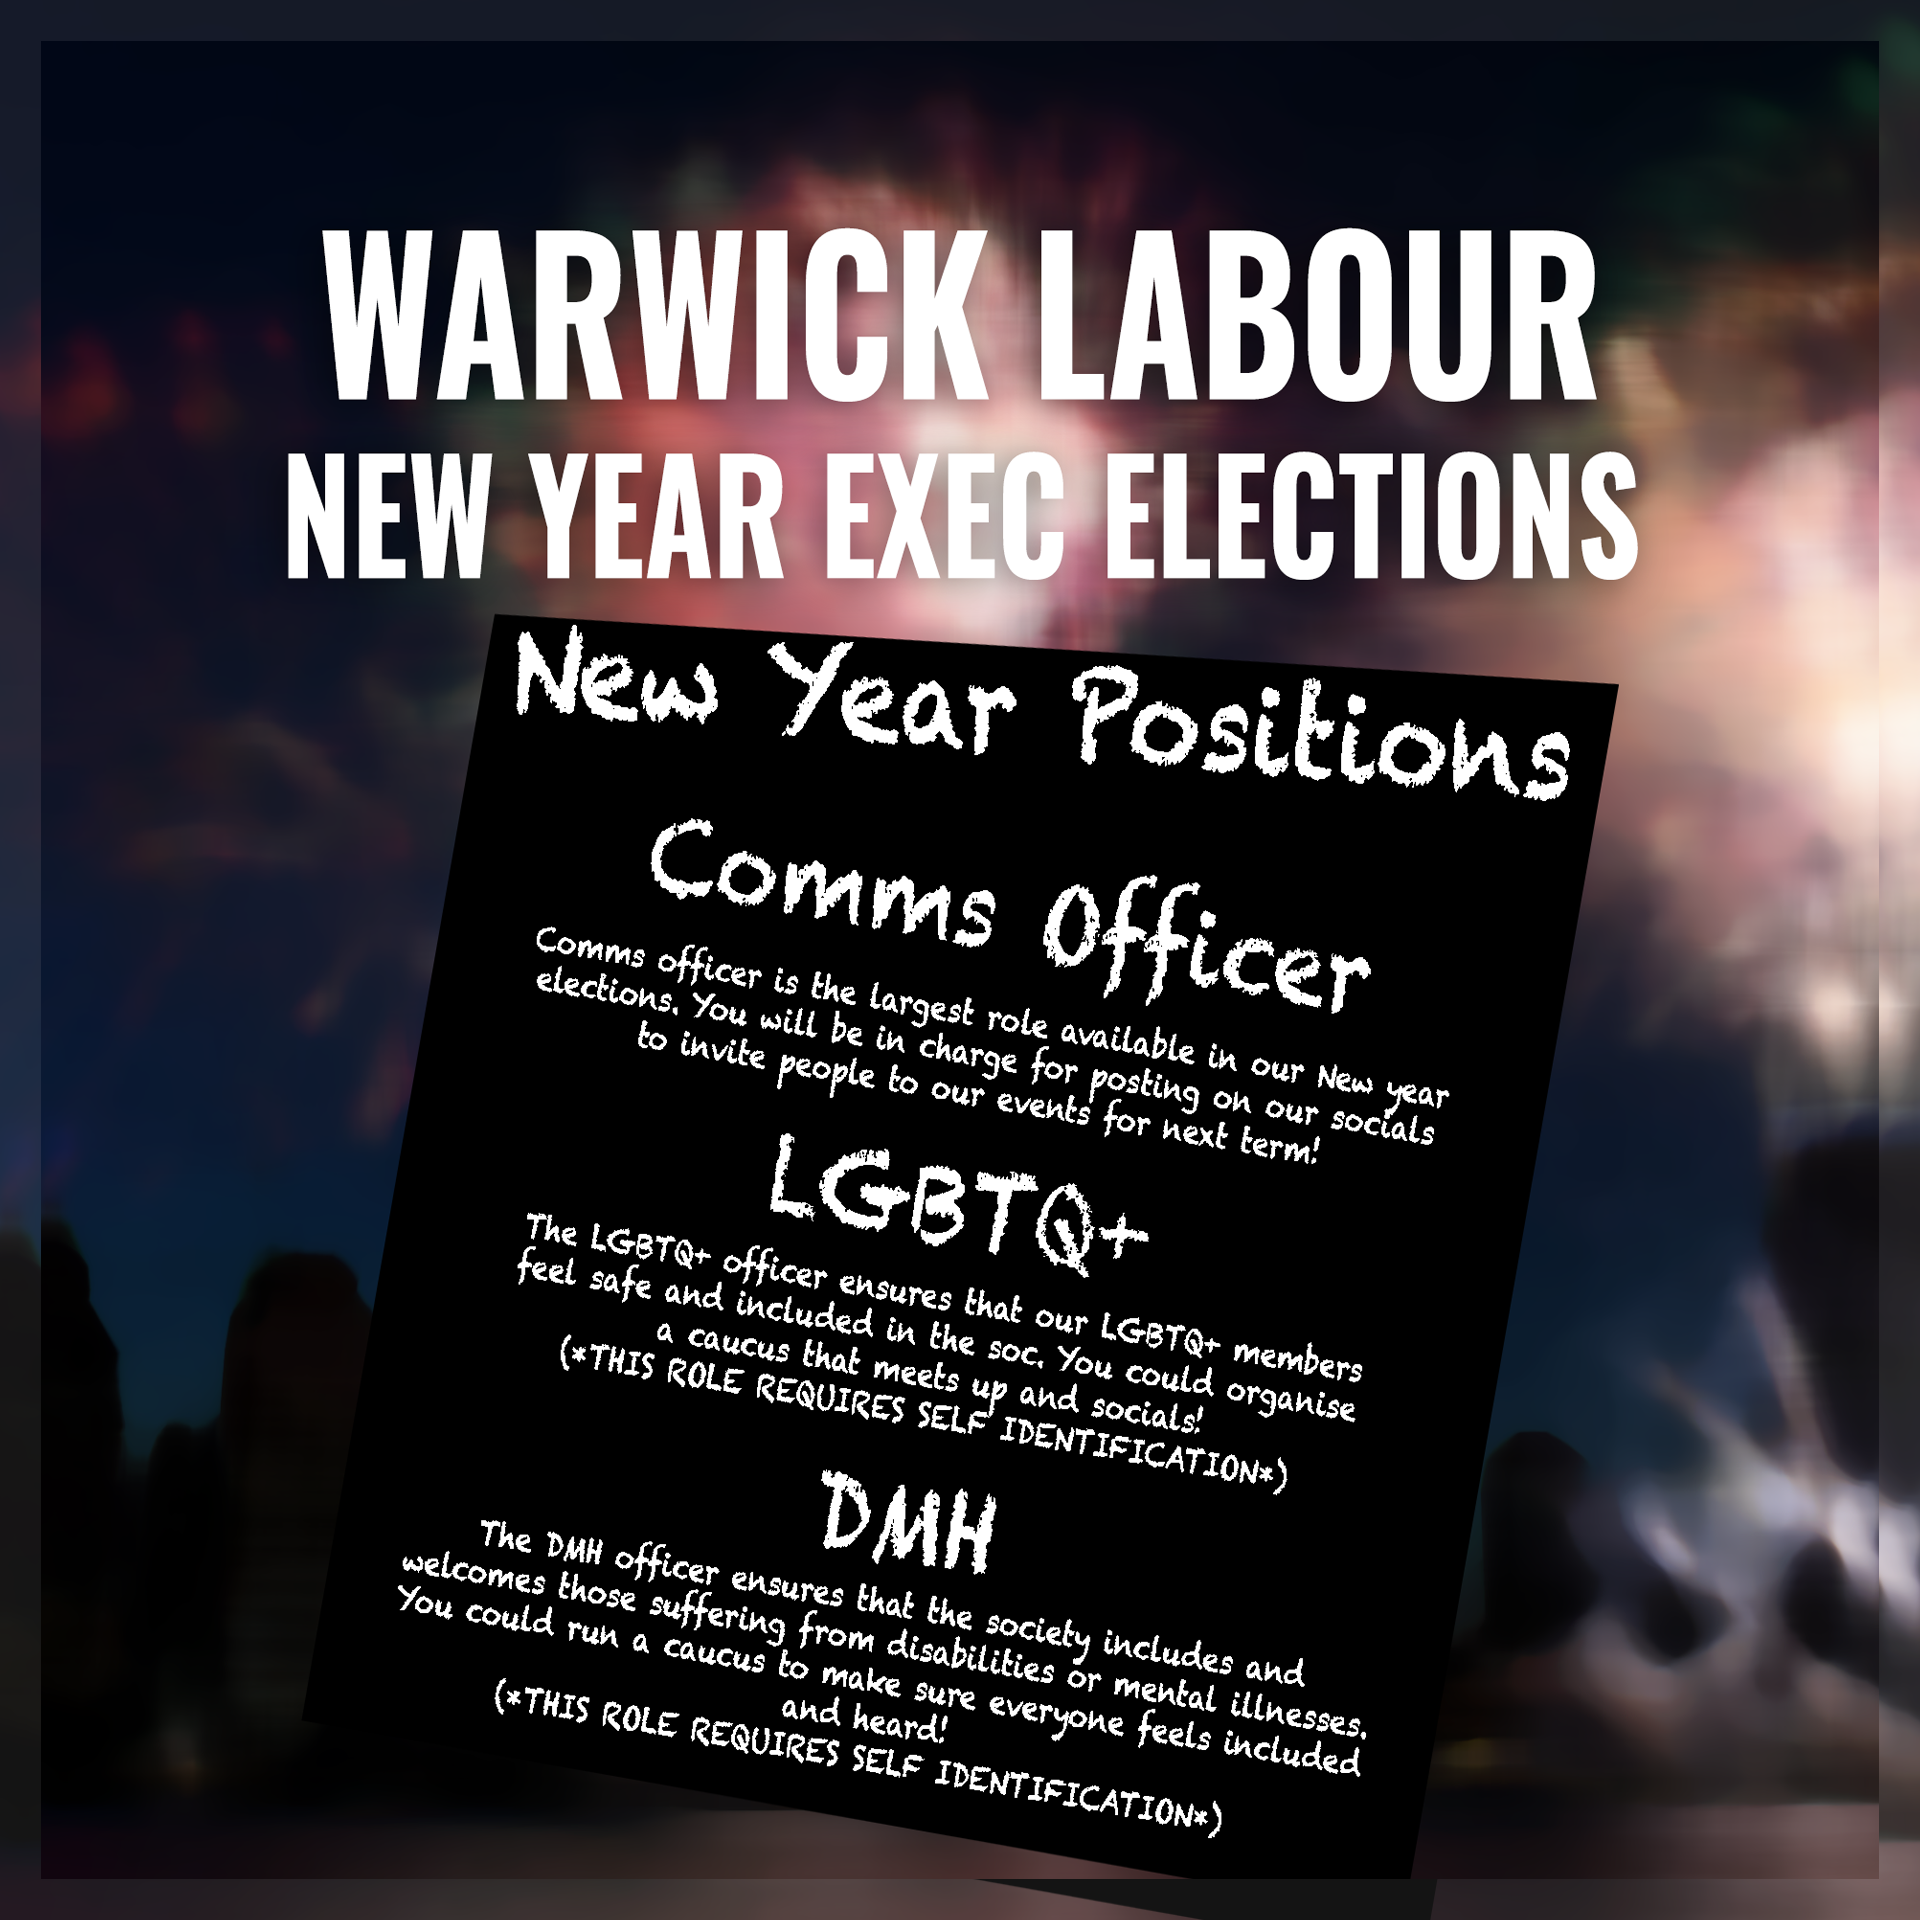 WARWICK LABOUR
NEW YEAR EXEC ELECTIONS
New Year Positions
Comms Officer
Comms officer is the largest role available in our New year
elections. You will be in charge for posting on our socials
to invite people to our events for next term!
LGBTQ+
The LGBTQ+ officer ensures that our LGBTQ+ members
feel safe and included in the soc. You could organise
a caucus that meets up and socials!
(*THIS ROLE REQUIRES SELF IDENTIFICATION*)
DMH
The DMH officer ensures that the society includes and
welcomes those suffering from disabilities or mental illnesses.
You could run a caucus to make sure everyone feels included
and heard!
(*THIS ROLE REQUIRES SELF IDENTIFICATION*)